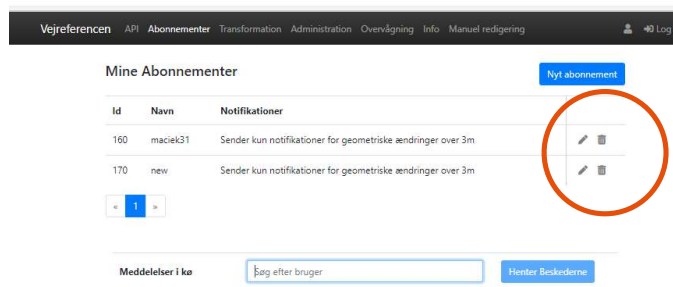 Vejreferencen API Abonnementer Transformation Administration Overvågning Info Manuel redigering Log
Mine Abonnementer Nyt abonnement
Id Navn Notifikationer
160 maciek31 Sender kun notifikationer for geometriske ændringer over 3m
170 new Sender kun notifikationer for geometriske ændringer over 3m
« 1 »
Meddelelser i kø Søg efter bruger Henter Beskederne